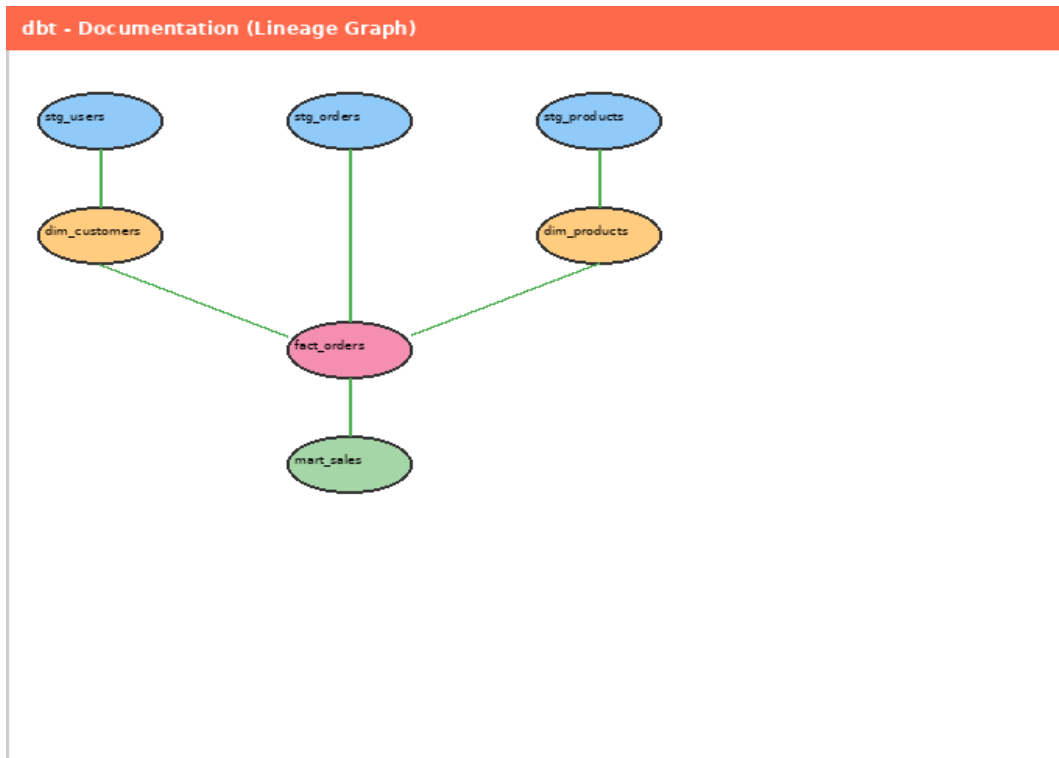 dbt - Documentation (Lineage Graph)
stg_users
stg_orders
stg_products
dim_customers
dim_products
fact_orders
mart_sales